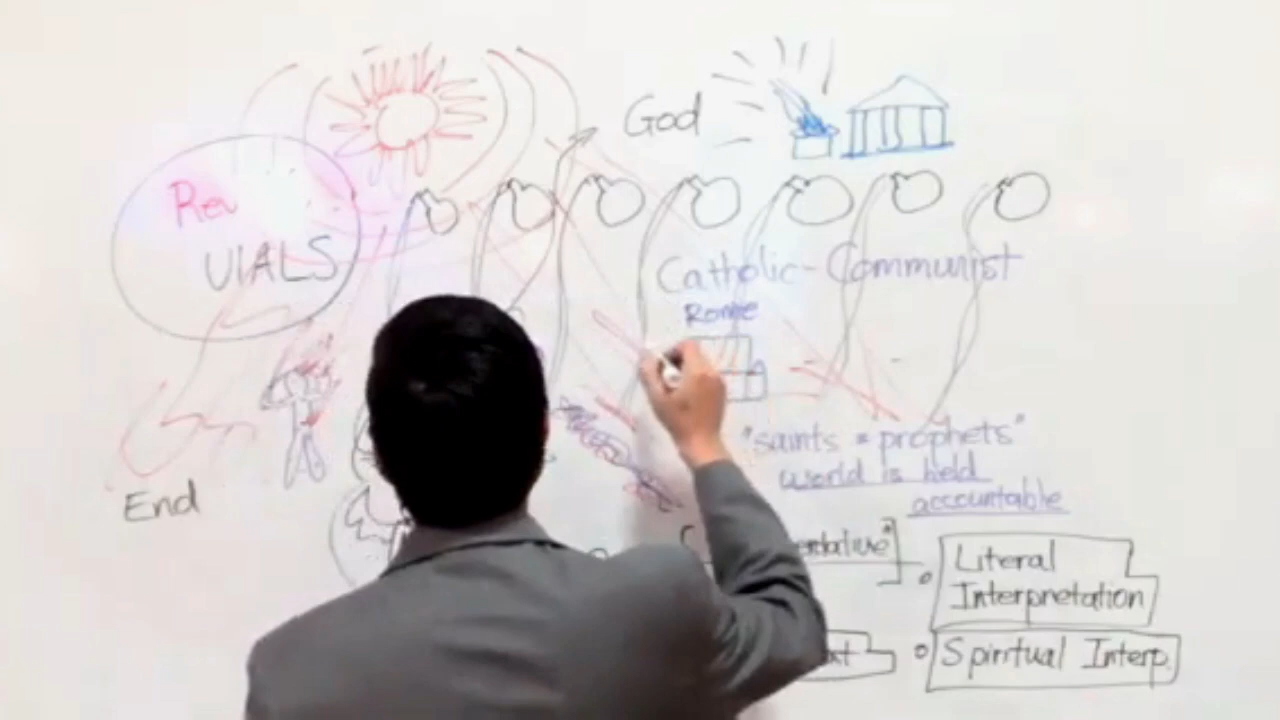 God
Rev
VIALS
Catholic-Communist
Rome
"saints = prophets"
world is held
accountable
End
Literal
Interpretation
Spiritual Interp.